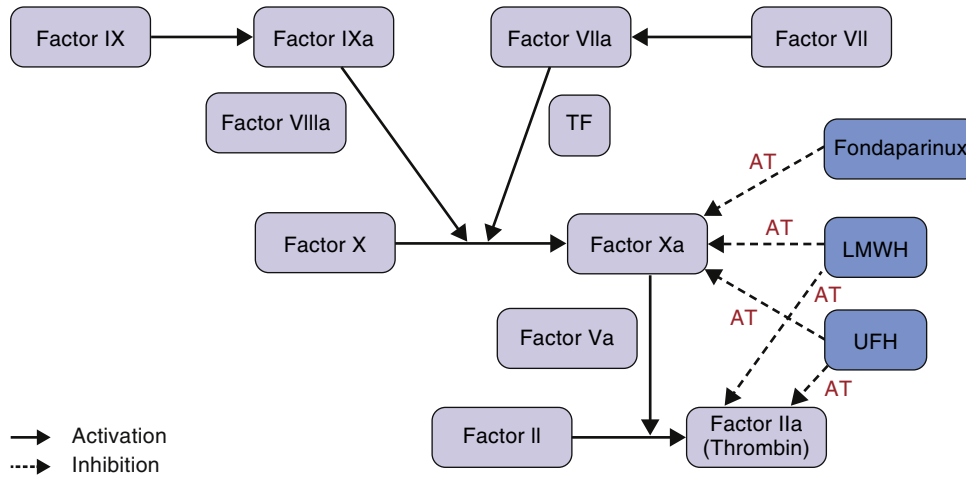 Factor IX
Factor IXa
Factor VIIa
Factor VII
Factor VIIIa
TF
Fondaparinux
AT
Factor X
Factor Xa
AT
LMWH
AT
AT
Factor Va
UFH
AT
Factor II
Factor IIa
(Thrombin)
Activation
Inhibition